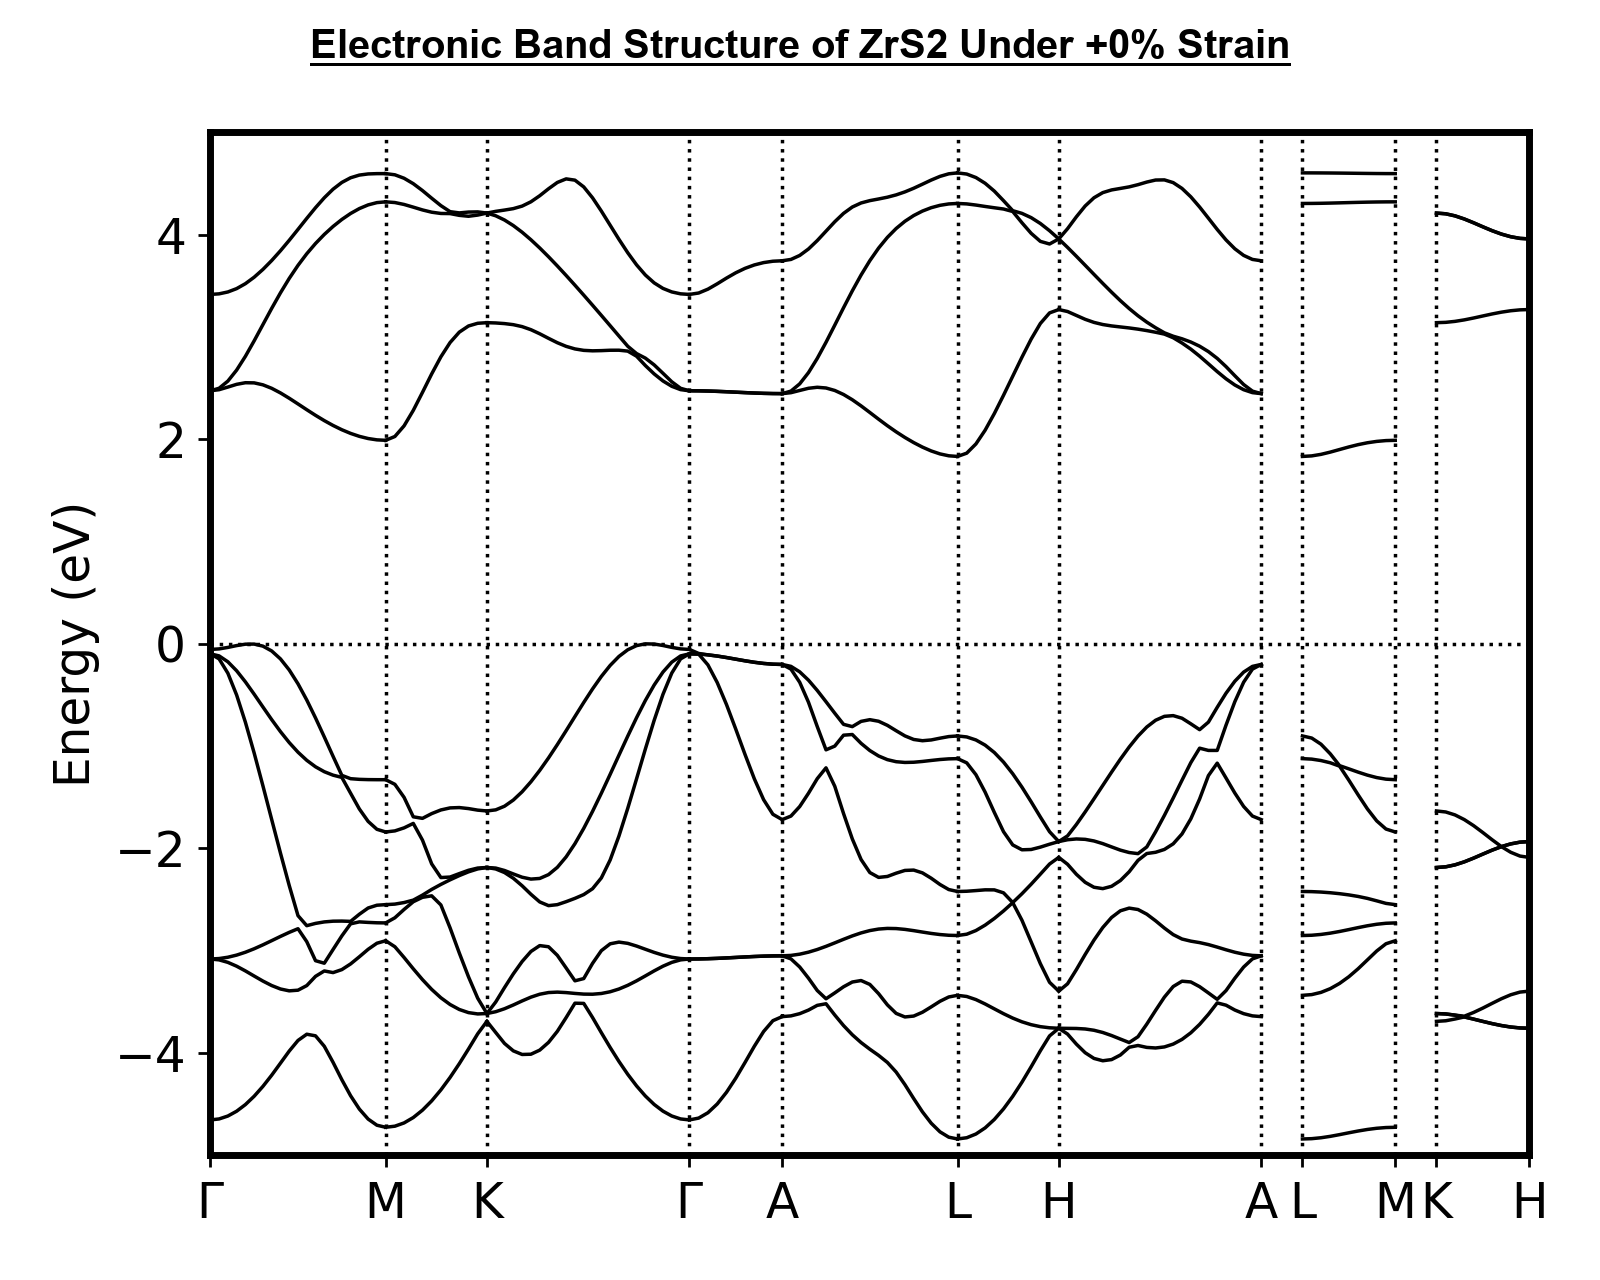 Electronic Band Structure of ZrS2 Under +0% Strain
Energy (eV)
4
2
0
−2
−4
Γ M K Γ A L H A L M K H